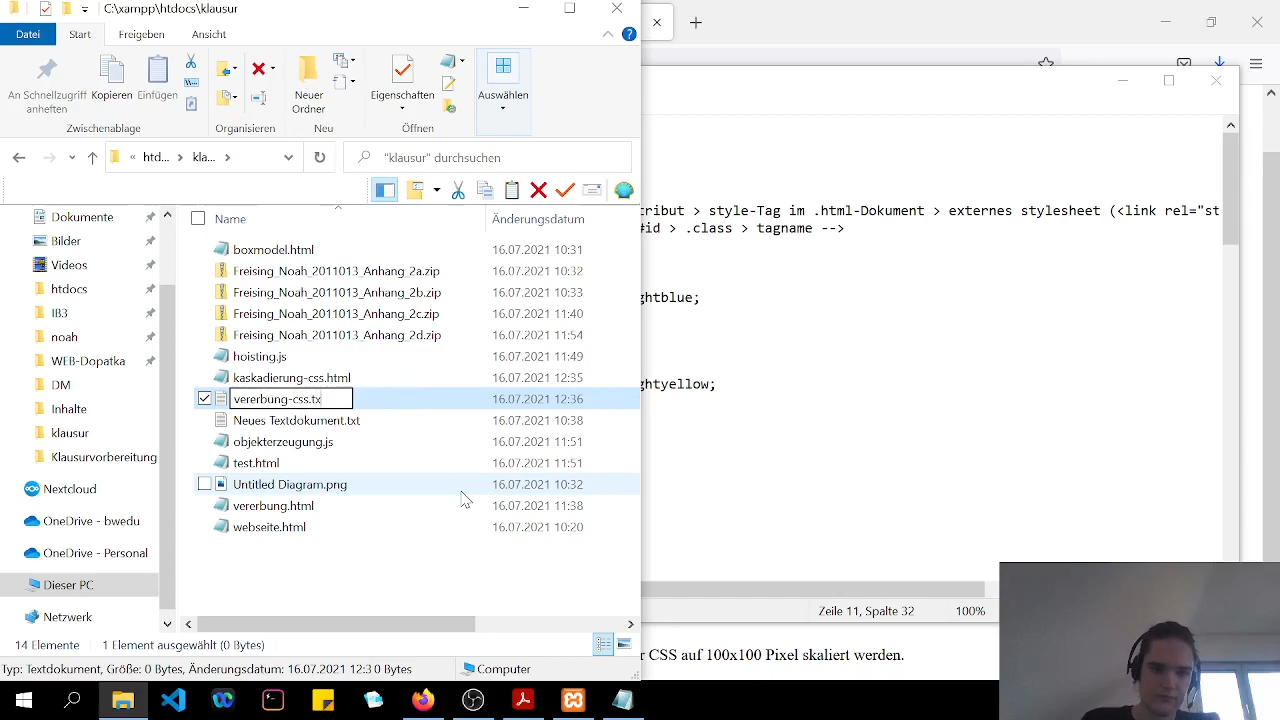 C:\xampp\htdocs\klausur
Datei
Start
Freigeben
Ansicht
An Schnellzugriff
anheften
Kopieren
Einfügen
Neuer
Ordner
Eigenschaften
Auswählen
Zwischenablage
Organisieren
Neu
Öffnen
« htd... > kla... >
"klausur" durchsuchen
Name
Änderungsdatum
Dokumente
Bilder
Videos
htdocs
IB3
noah
WEB-Dopatka
DM
Inhalte
klausur
Klausurvorbereitung
Nextcloud
OneDrive - bwedu
OneDrive - Personal
Dieser PC
Netzwerk
boxmodel.html 16.07.2021 10:31
Freising_Noah_2011013_Anhang_2a.zip 16.07.2021 10:32
Freising_Noah_2011013_Anhang_2b.zip 16.07.2021 10:33
Freising_Noah_2011013_Anhang_2c.zip 16.07.2021 11:40
Freising_Noah_2011013_Anhang_2d.zip 16.07.2021 11:54
hoisting.js 16.07.2021 11:49
kaskadierung-css.html 16.07.2021 12:35
vererbung-css.tx 16.07.2021 12:36
Neues Textdokument.txt 16.07.2021 10:38
objekterzeugung.js 16.07.2021 11:51
test.html 16.07.2021 11:51
Untitled Diagram.png 16.07.2021 10:32
vererbung.html 16.07.2021 11:38
webseite.html 16.07.2021 10:20
14 Elemente
1 Element ausgewählt (0 Bytes)
Typ: Textdokument, Größe: 0 Bytes, Änderungsdatum: 16.07.2021 12:3 0 Bytes
Computer
tribut > style-Tag im .html-Dokument > externes stylesheet (<link rel="st
#id > .class > tagname -->
ghtblue;
ghtyellow;
Zeile 11, Spalte 32
100%
r CSS auf 100x100 Pixel skaliert werden.